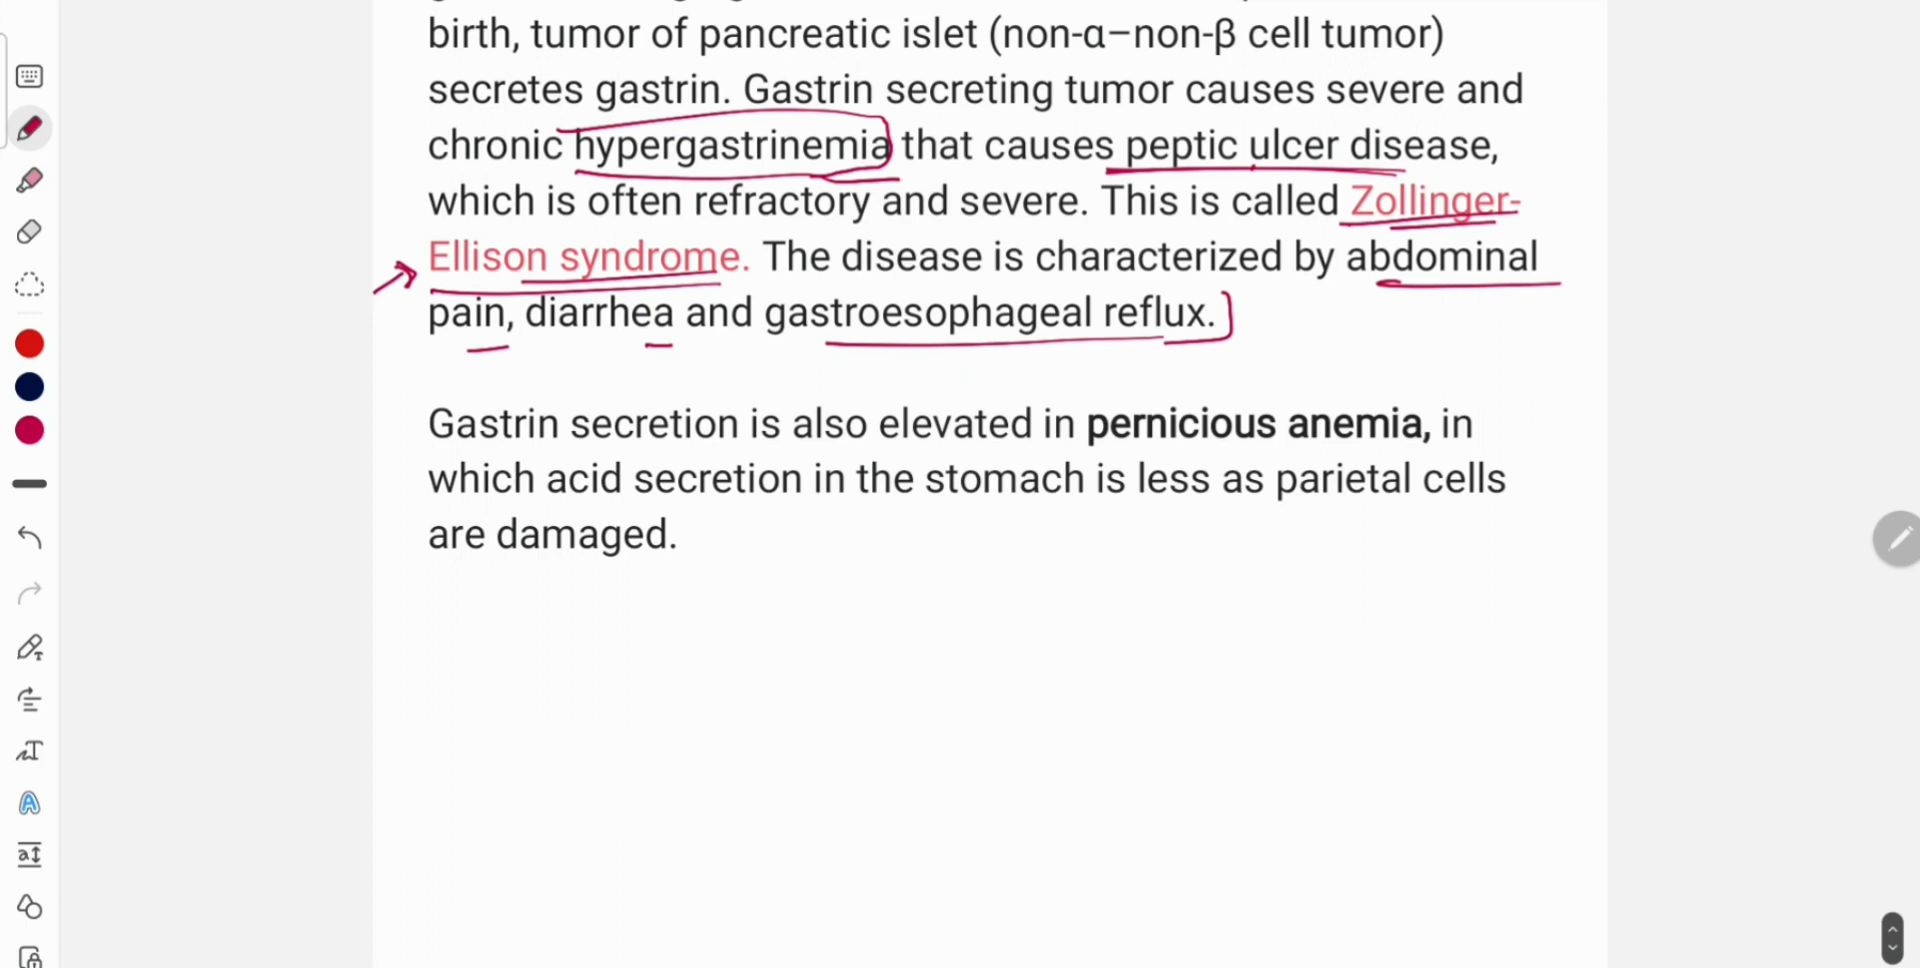 birth, tumor of pancreatic islet (non-α–non-β cell tumor)
secretes gastrin. Gastrin secreting tumor causes severe and
chronic hypergastrinemia that causes peptic ulcer disease,
which is often refractory and severe. This is called Zollinger-
Ellison syndrome. The disease is characterized by abdominal
pain, diarrhea and gastroesophageal reflux.
Gastrin secretion is also elevated in pernicious anemia, in
which acid secretion in the stomach is less as parietal cells
are damaged.